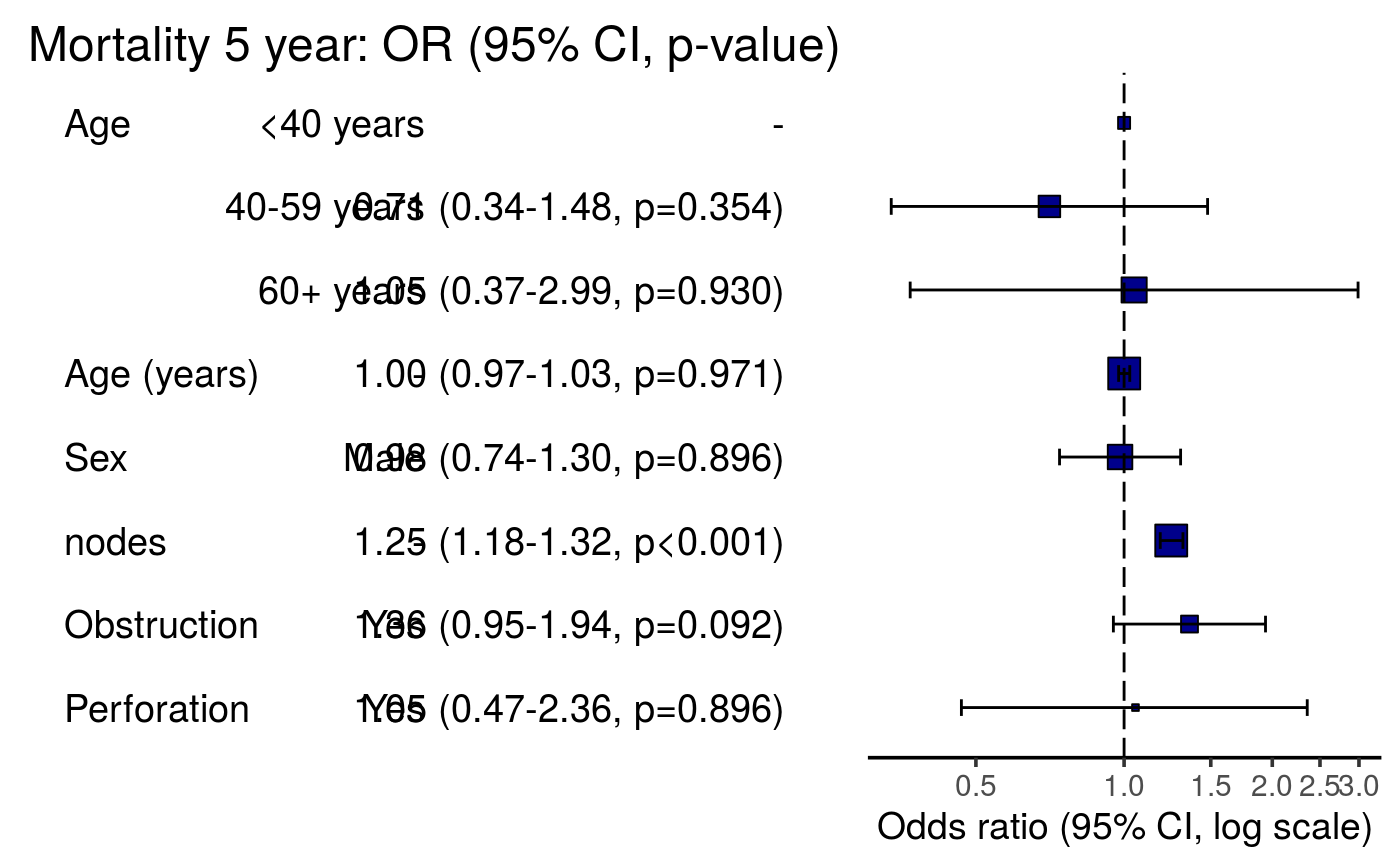 Mortality 5 year: OR (95% CI, p-value)
Age <40 years -
40-59 years 0.71 (0.34-1.48, p=0.354)
60+ years 1.05 (0.37-2.99, p=0.930)
Age (years) - 1.00 (0.97-1.03, p=0.971)
Sex Male 0.98 (0.74-1.30, p=0.896)
nodes - 1.25 (1.18-1.32, p<0.001)
Obstruction Yes 1.36 (0.95-1.94, p=0.092)
Perforation Yes 1.05 (0.47-2.36, p=0.896)
0.5 1.0 1.5 2.0 2.5 3.0
Odds ratio (95% CI, log scale)